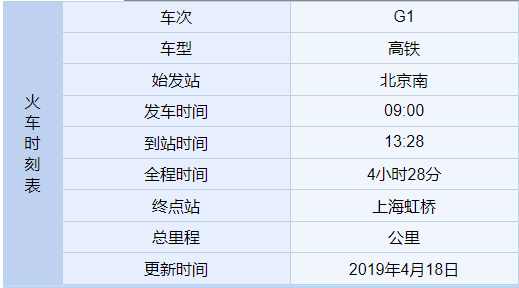 火车时刻表
车次 G1
车型 高铁
始发站 北京南
发车时间 09:00
到站时间 13:28
全程时间 4小时28分
终点站 上海虹桥
总里程 公里
更新时间 2019年4月18日